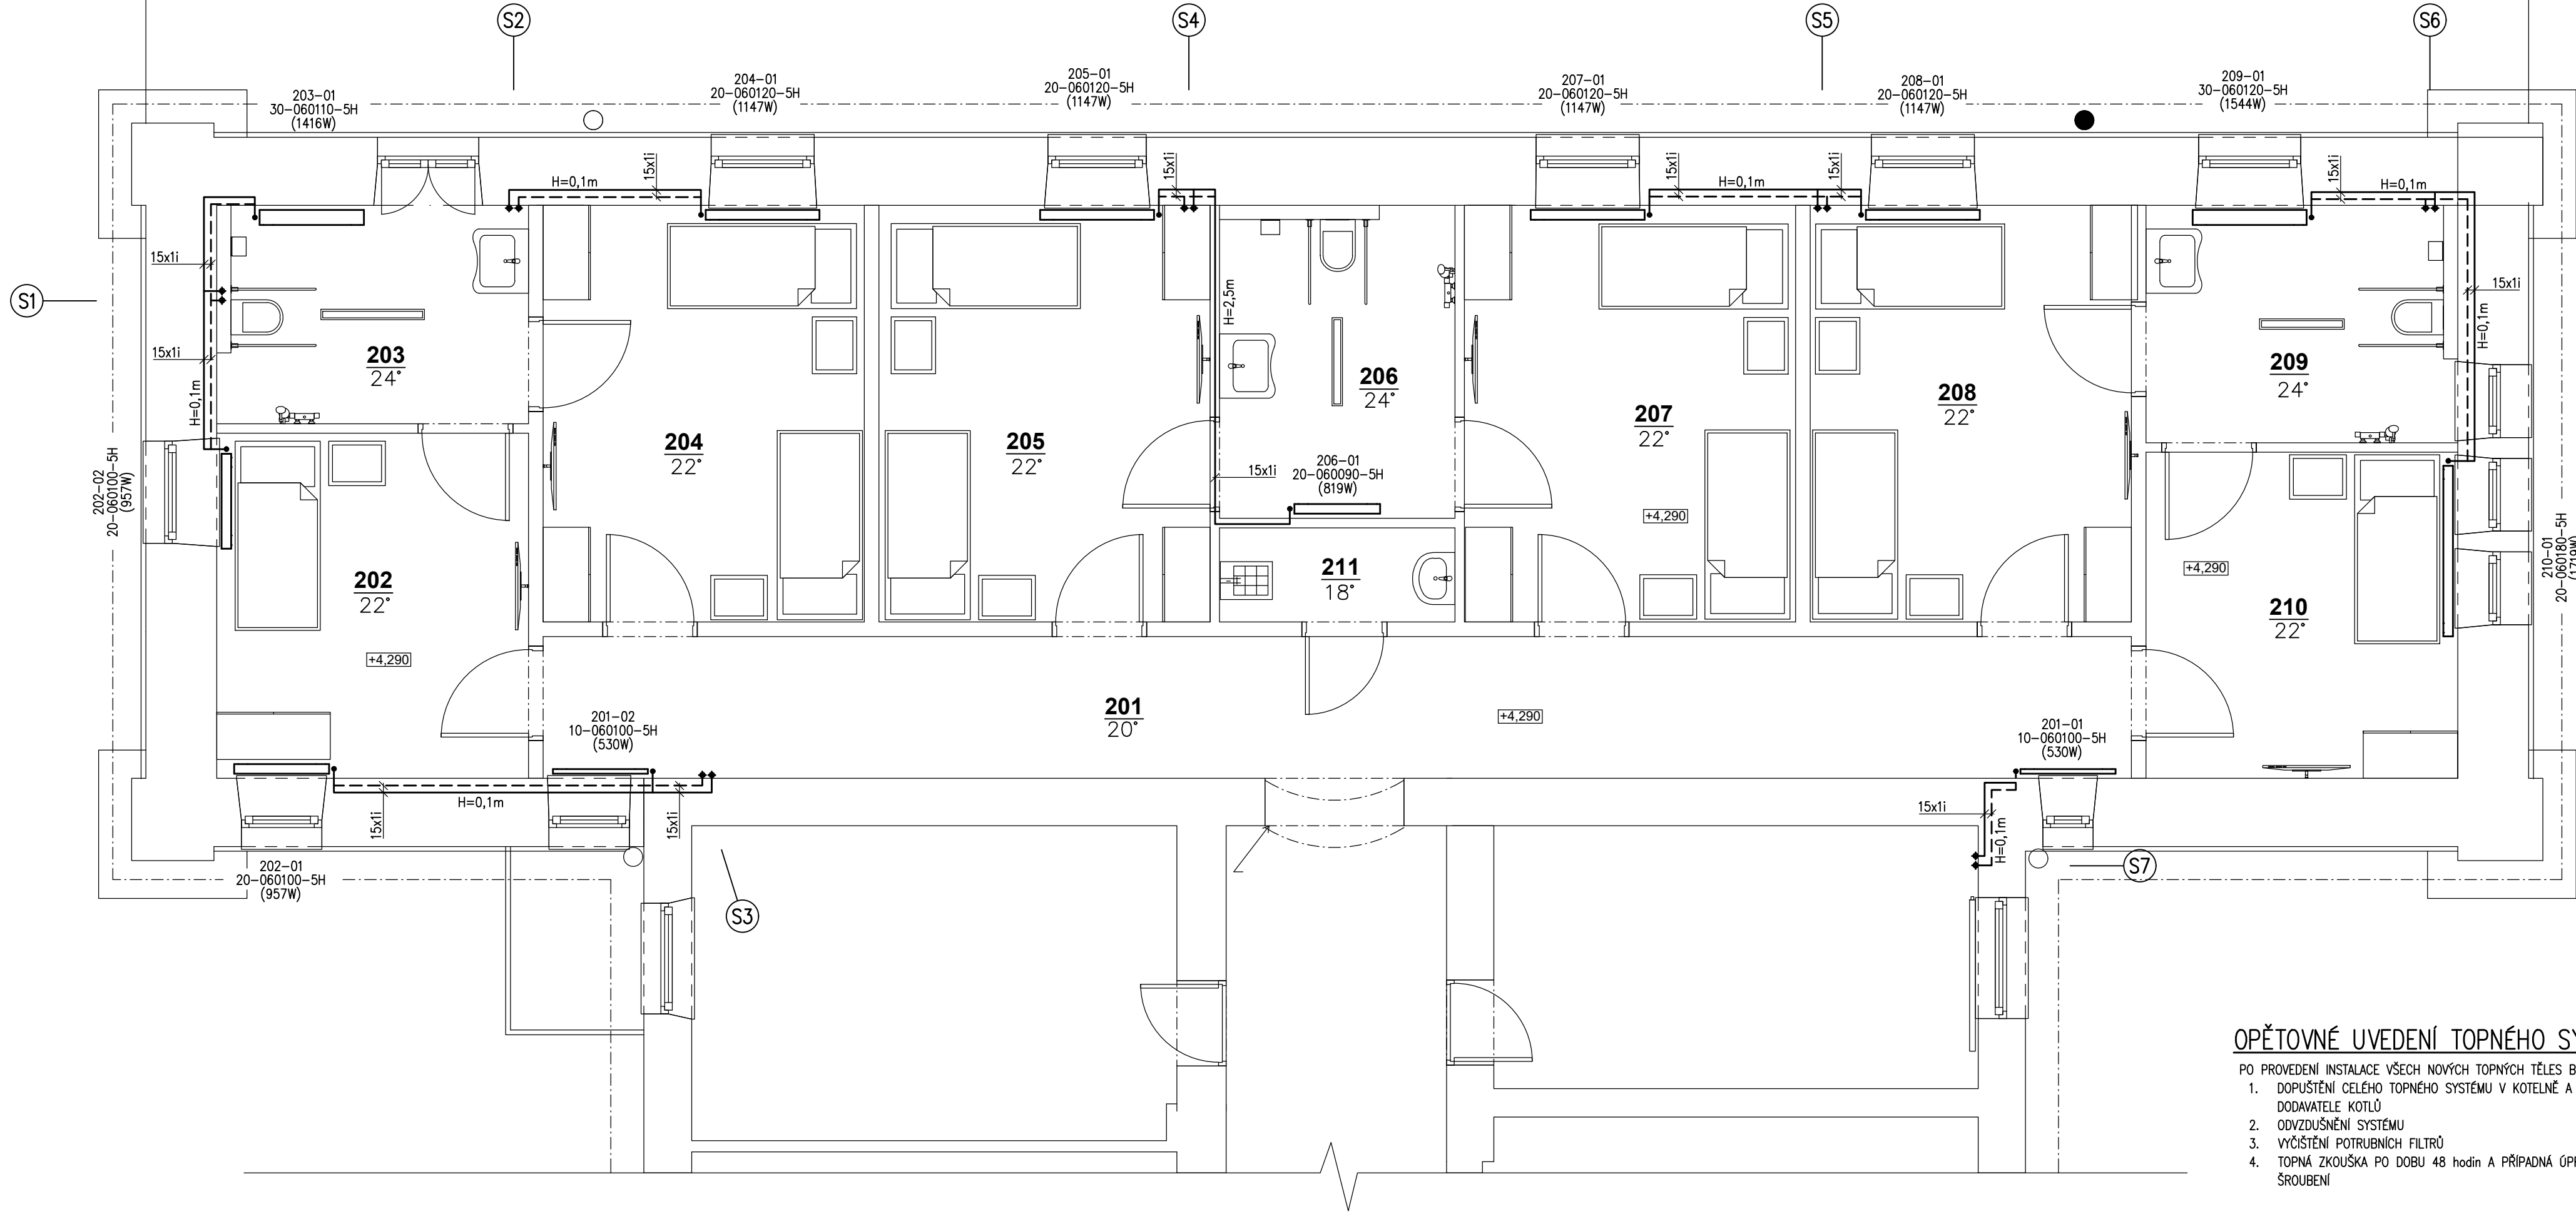 S2
S4
S5
S6
203-01
30-060110-5H
(1416W)
204-01
20-060120-5H
(1147W)
205-01
20-060120-5H
(1147W)
207-01
20-060120-5H
(1147W)
208-01
20-060120-5H
(1147W)
209-01
30-060120-5H
(1544W)
H=0,1m
15x1i
15x1i
15x1i
H=0,1m
15x1i
15x1i
H=0,1m
15x1i
S1
15x1i
H=0,1m
H=2,5m
15x1i
H=0,1m
203
24°
206
24°
209
24°
204
22°
205
22°
207
22°
208
22°
202-02
20-060100-5H
(957W)
15x1i
206-01
20-060090-5H
(819W)
+4,290
210-01
20-060180-5H
(1719W)
202
22°
211
18°
+4,290
210
22°
+4,290
201
20°
+4,290
201-02
10-060100-5H
(530W)
201-01
10-060100-5H
(530W)
H=0,1m
15x1i
15x1i
15x1i
H=0,1m
202-01
20-060100-5H
(957W)
S3
S7
OPĚTOVNÉ UVEDENÍ TOPNÉHO
PO PROVEDENÍ INSTALACE VŠECH NOVÝCH TOPNÝCH TĚLES
1. DOPUŠTĚNÍ CELÉHO TOPNÉHO SYSTÉMU V KOTELNĚ A
DODAVATELE KOTLŮ
2. ODVZDUŠNĚNÍ SYSTÉMU
3. VYČIŠTĚNÍ POTRUBNÍCH FILTRŮ
4. TOPNÁ ZKOUŠKA PO DOBU 48 hodin A PŘÍPADNÁ
ŠROUBENÍ